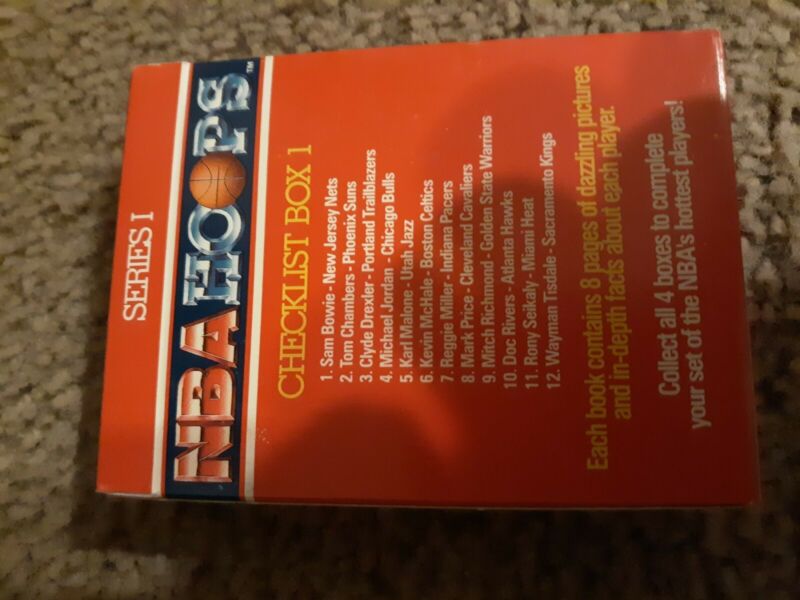 SERIES I
NBA HOOPS™
CHECKLIST BOX 1
1. Sam Bowie - New Jersey Nets
2. Tom Chambers - Phoenix Suns
3. Clyde Drexler - Portland Trailblazers
4. Michael Jordan - Chicago Bulls
5. Karl Malone - Utah Jazz
6. Kevin McHale - Boston Celtics
7. Reggie Miller - Indiana Pacers
8. Mark Price - Cleveland Cavaliers
9. Mitch Richmond - Golden State Warriors
10. Doc Rivers - Atlanta Hawks
11. Rony Seikaly - Miami Heat
12. Wayman Tisdale - Sacramento Kings
Each book contains 8 pages of dazzling pictures
and in-depth facts about each player.
Collect all 4 boxes to complete
your set of the NBA's hottest players!